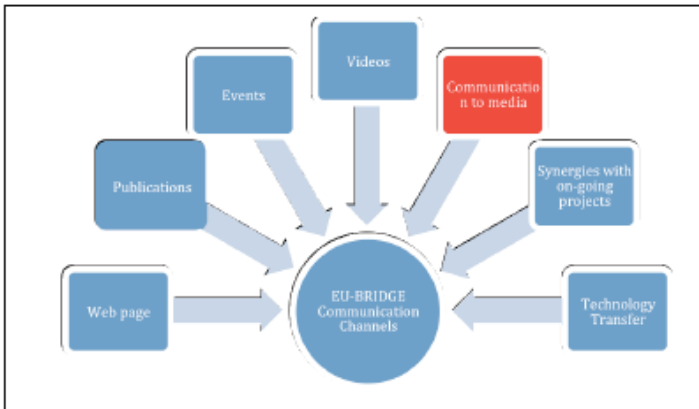 Videos
Events
Communicatio
n to media
Publications
Synergies with
on-going
projects
Web page
EU-BRIDGE
Communication
Channels
Technology
Transfer